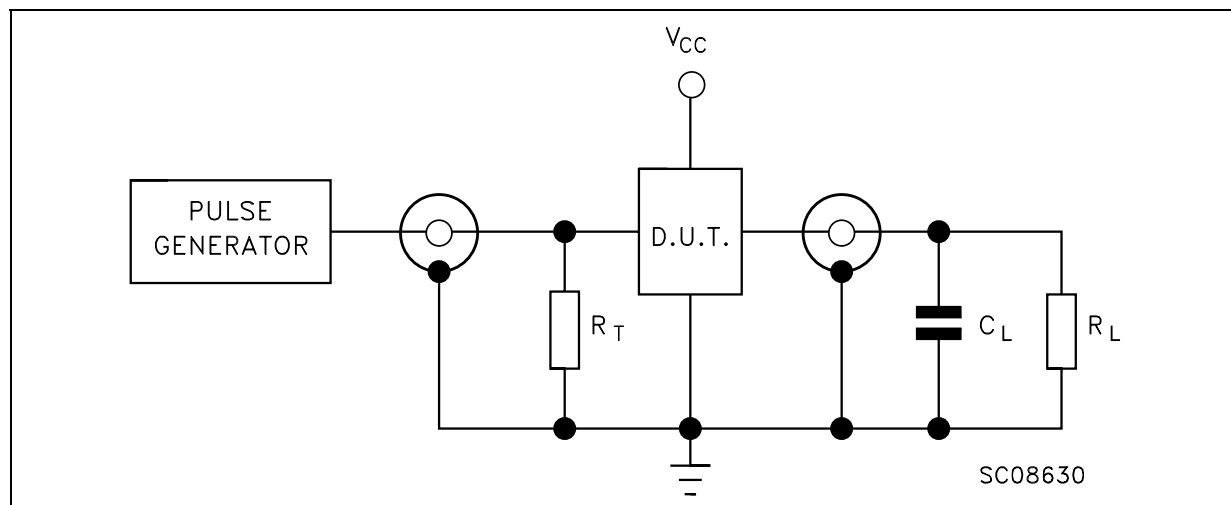 VCC
PULSE
GENERATOR
D.U.T.
RT
CL
RL
SC08630